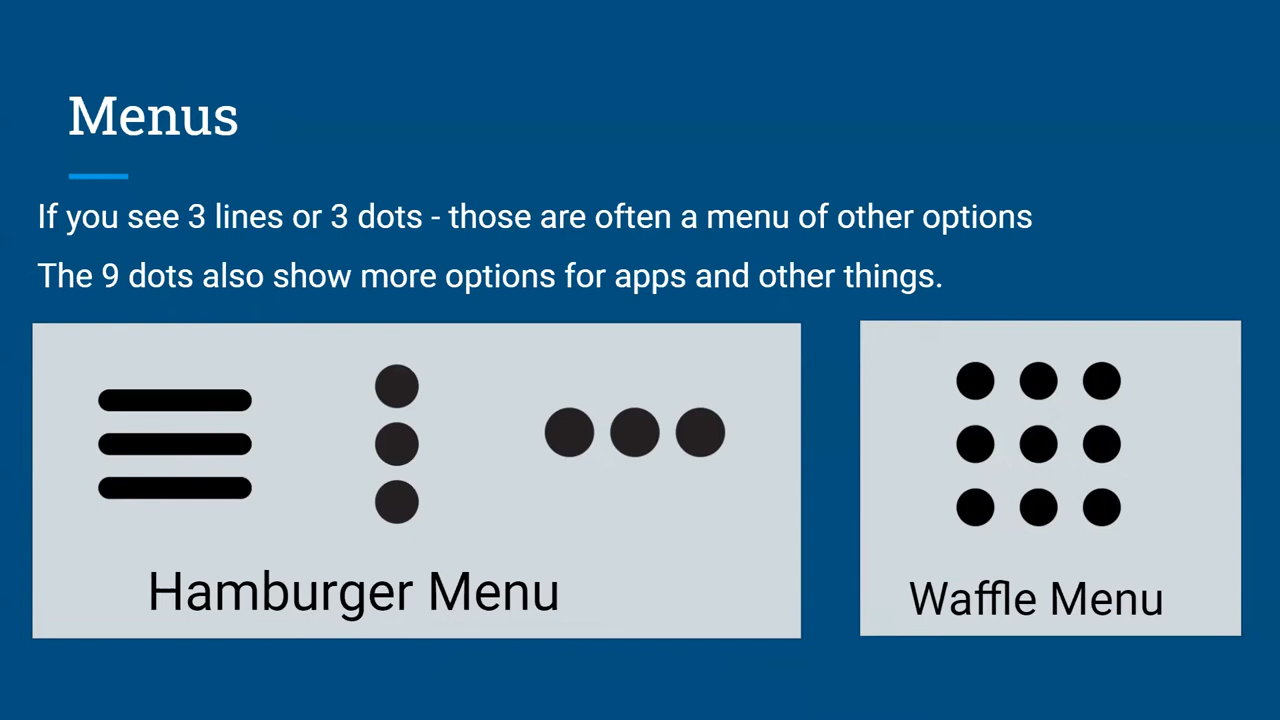 Menus
If you see 3 lines or 3 dots - those are often a menu of other options
The 9 dots also show more options for apps and other things.
Hamburger Menu
Waffle Menu